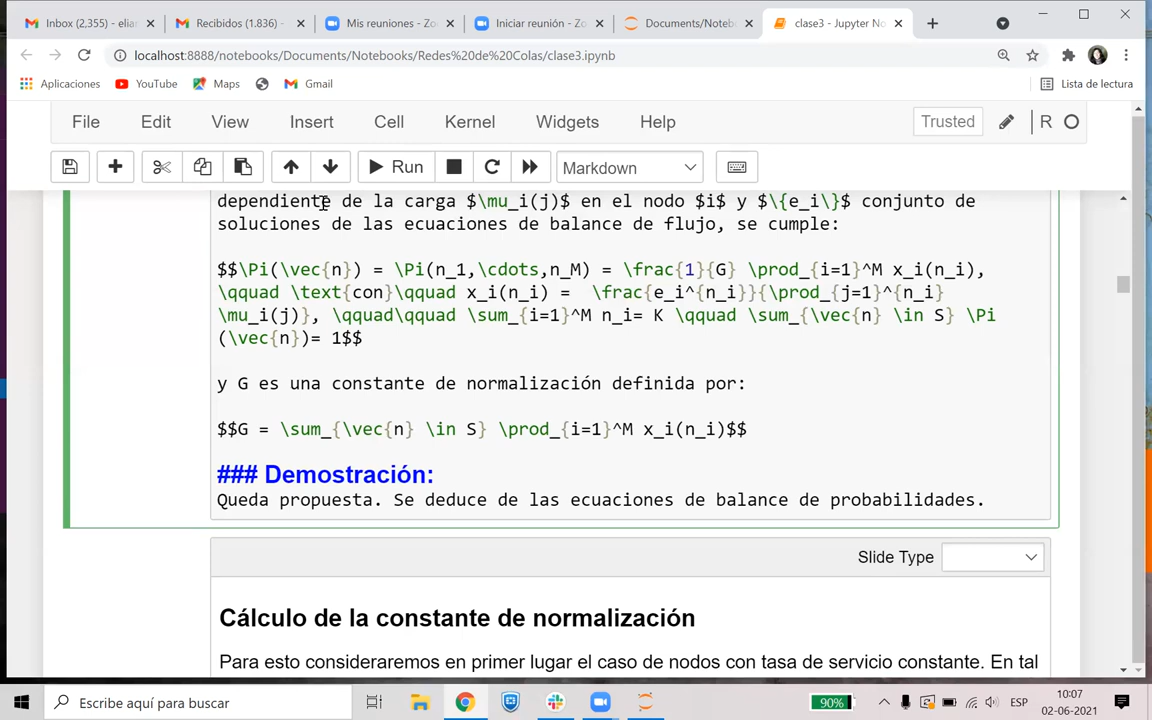 Inbox (2,355) - elia
Recibidos (1.836) -
Mis reuniones - Zo
Iniciar reunión - Zo
Documents/Noteb
clase3 - Jupyter No
localhost:8888/notebooks/Documents/Notebooks/Redes%20de%20Colas/clase3.ipynb
Aplicaciones
YouTube
Maps
Gmail
Lista de lectura
File
Edit
View
Insert
Cell
Kernel
Widgets
Help
Trusted
R
Run
Markdown
dependiente de la carga $\mu_i(j)$ en el nodo $i$ y $\{e_i\}$ conjunto de
soluciones de las ecuaciones de balance de flujo, se cumple:
$$\Pi(\vec{n}) = \Pi(n_1,\cdots,n_M) = \frac{1}{G} \prod_{i=1}^M x_i(n_i),
\qquad \text{con}\qquad x_i(n_i) =  \frac{e_i^{n_i}}{\prod_{j=1}^{n_i}
\mu_i(j)}, \qquad\qquad \sum_{i=1}^M n_i= K \qquad \sum_{\vec{n} \in S} \Pi
(\vec{n})= 1$$
y G es una constante de normalización definida por:
$$G = \sum_{\vec{n} \in S} \prod_{i=1}^M x_i(n_i)$$
### Demostración:
Queda propuesta. Se deduce de las ecuaciones de balance de probabilidades.
Slide Type
Cálculo de la constante de normalización
Para esto consideraremos en primer lugar el caso de nodos con tasa de servicio constante. En tal
Escribe aquí para buscar
90%
ESP
10:07
02-06-2021